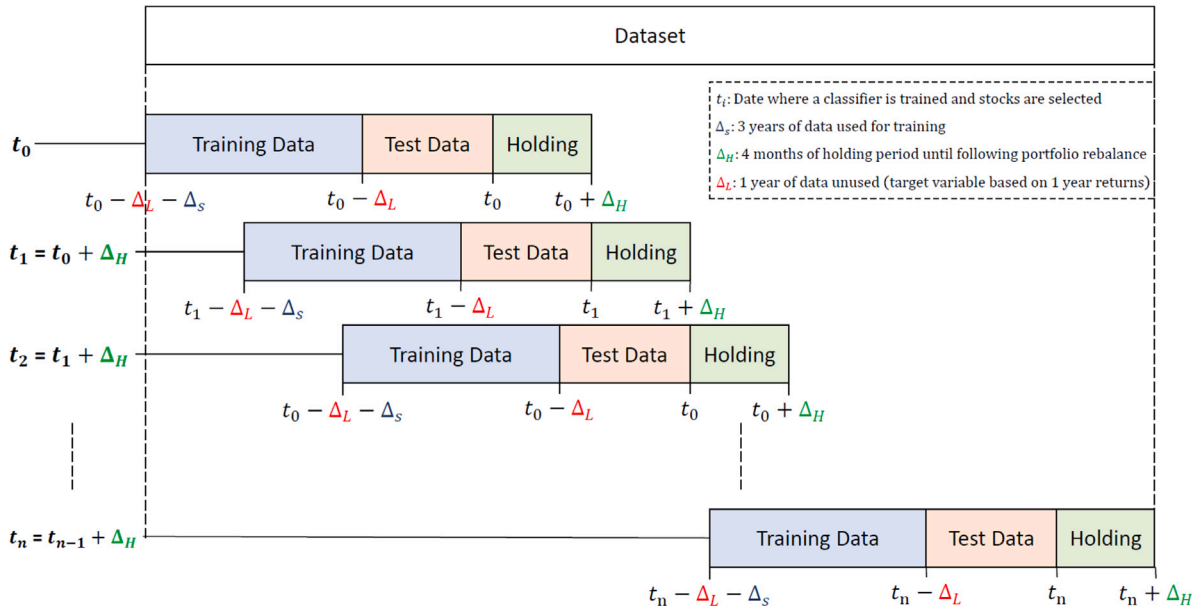 Dataset
t_i: Date where a classifier is trained and stocks are selected
Δ_s: 3 years of data used for training
Δ_H: 4 months of holding period until following portfolio rebalance
Δ_L: 1 year of data unused (target variable based on 1 year returns)
t_0 Training Data Test Data Holding
t_0 − Δ_L − Δ_s t_0 − Δ_L t_0 t_0 + Δ_H
t_1 = t_0 + Δ_H Training Data Test Data Holding
t_1 − Δ_L − Δ_s t_1 − Δ_L t_1 t_1 + Δ_H
t_2 = t_1 + Δ_H Training Data Test Data Holding
t_0 − Δ_L − Δ_s t_0 − Δ_L t_0 t_0 + Δ_H
t_n = t_{n−1} + Δ_H Training Data Test Data Holding
t_n − Δ_L − Δ_s t_n − Δ_L t_n t_n + Δ_H